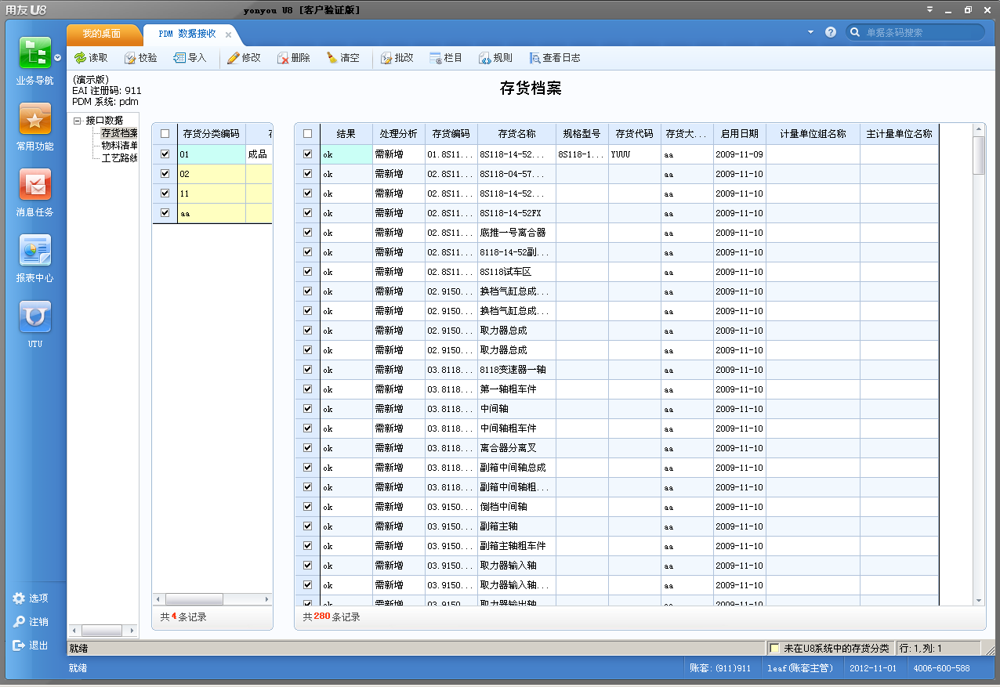 用友U8
yonyou U8 [客户验证版]
我的桌面
PDM 数据接收
单据条码搜索
读取 校验 导入 修改 删除 清空 批改 栏目 规则 查看日志
业务导航
常用功能
消息任务
报表中心
UTU
选项
注销
退出
(演示版)
EAI 注册码: 911
PDM 系统: pdm
存货档案
接口数据
存货档案
物料清单
工艺路线
存货分类编码
01 成品
02
11
aa
共4条记录
结果 处理分析 存货编码 存货名称 规格型号 存货代码 存货大... 启用日期 计量单位组名称 主计量单位名称
ok 需新增 01.8S11... 8S118-14-52... 8S118-1... YUUU aa 2009-11-09
ok 需新增 02.8S11... 8S118-04-57... aa 2009-11-10
ok 需新增 02.8S11... 8S118-14-52... aa 2009-11-10
ok 需新增 02.8S11... 8S118-14-52FX aa 2009-11-10
ok 需新增 02.8S11... 底推一号离合器 aa 2009-11-10
ok 需新增 02.8S11... 8118-14-52副... aa 2009-11-10
ok 需新增 02.8S11... 8S118试车区 aa 2009-11-10
ok 需新增 02.9150... 换档气缸总成... aa 2009-11-10
ok 需新增 02.9150... 换档气缸总成... aa 2009-11-10
ok 需新增 02.9150... 取力器总成 aa 2009-11-10
ok 需新增 02.9150... 取力器总成 aa 2009-11-10
ok 需新增 03.8118... 8118变速器一轴 aa 2009-11-10
ok 需新增 03.8118... 第一轴粗车件 aa 2009-11-10
ok 需新增 03.8118... 中间轴 aa 2009-11-10
ok 需新增 03.8118... 中间轴粗车件 aa 2009-11-10
ok 需新增 03.8118... 离合器分离叉 aa 2009-11-10
ok 需新增 03.8118... 副箱中间轴总成 aa 2009-11-10
ok 需新增 03.8118... 副箱中间轴粗... aa 2009-11-10
ok 需新增 03.9150... 倒档中间轴 aa 2009-11-10
ok 需新增 03.9150... 副箱主轴 aa 2009-11-10
ok 需新增 03.9150... 副箱主轴粗车件 aa 2009-11-10
ok 需新增 03.9150... 取力器输入轴 aa 2009-11-10
ok 需新增 03.9150... 取力器输入轴... aa 2009-11-10
ok 需新增 03.9150... 取力器输出轴 aa 2009-11-10
共280条记录
就绪 未在U8系统中的存货分类 行: 1, 列: 1
就绪 账套: (911)911 leaf(账套主管) 2012-11-01 4006-600-588